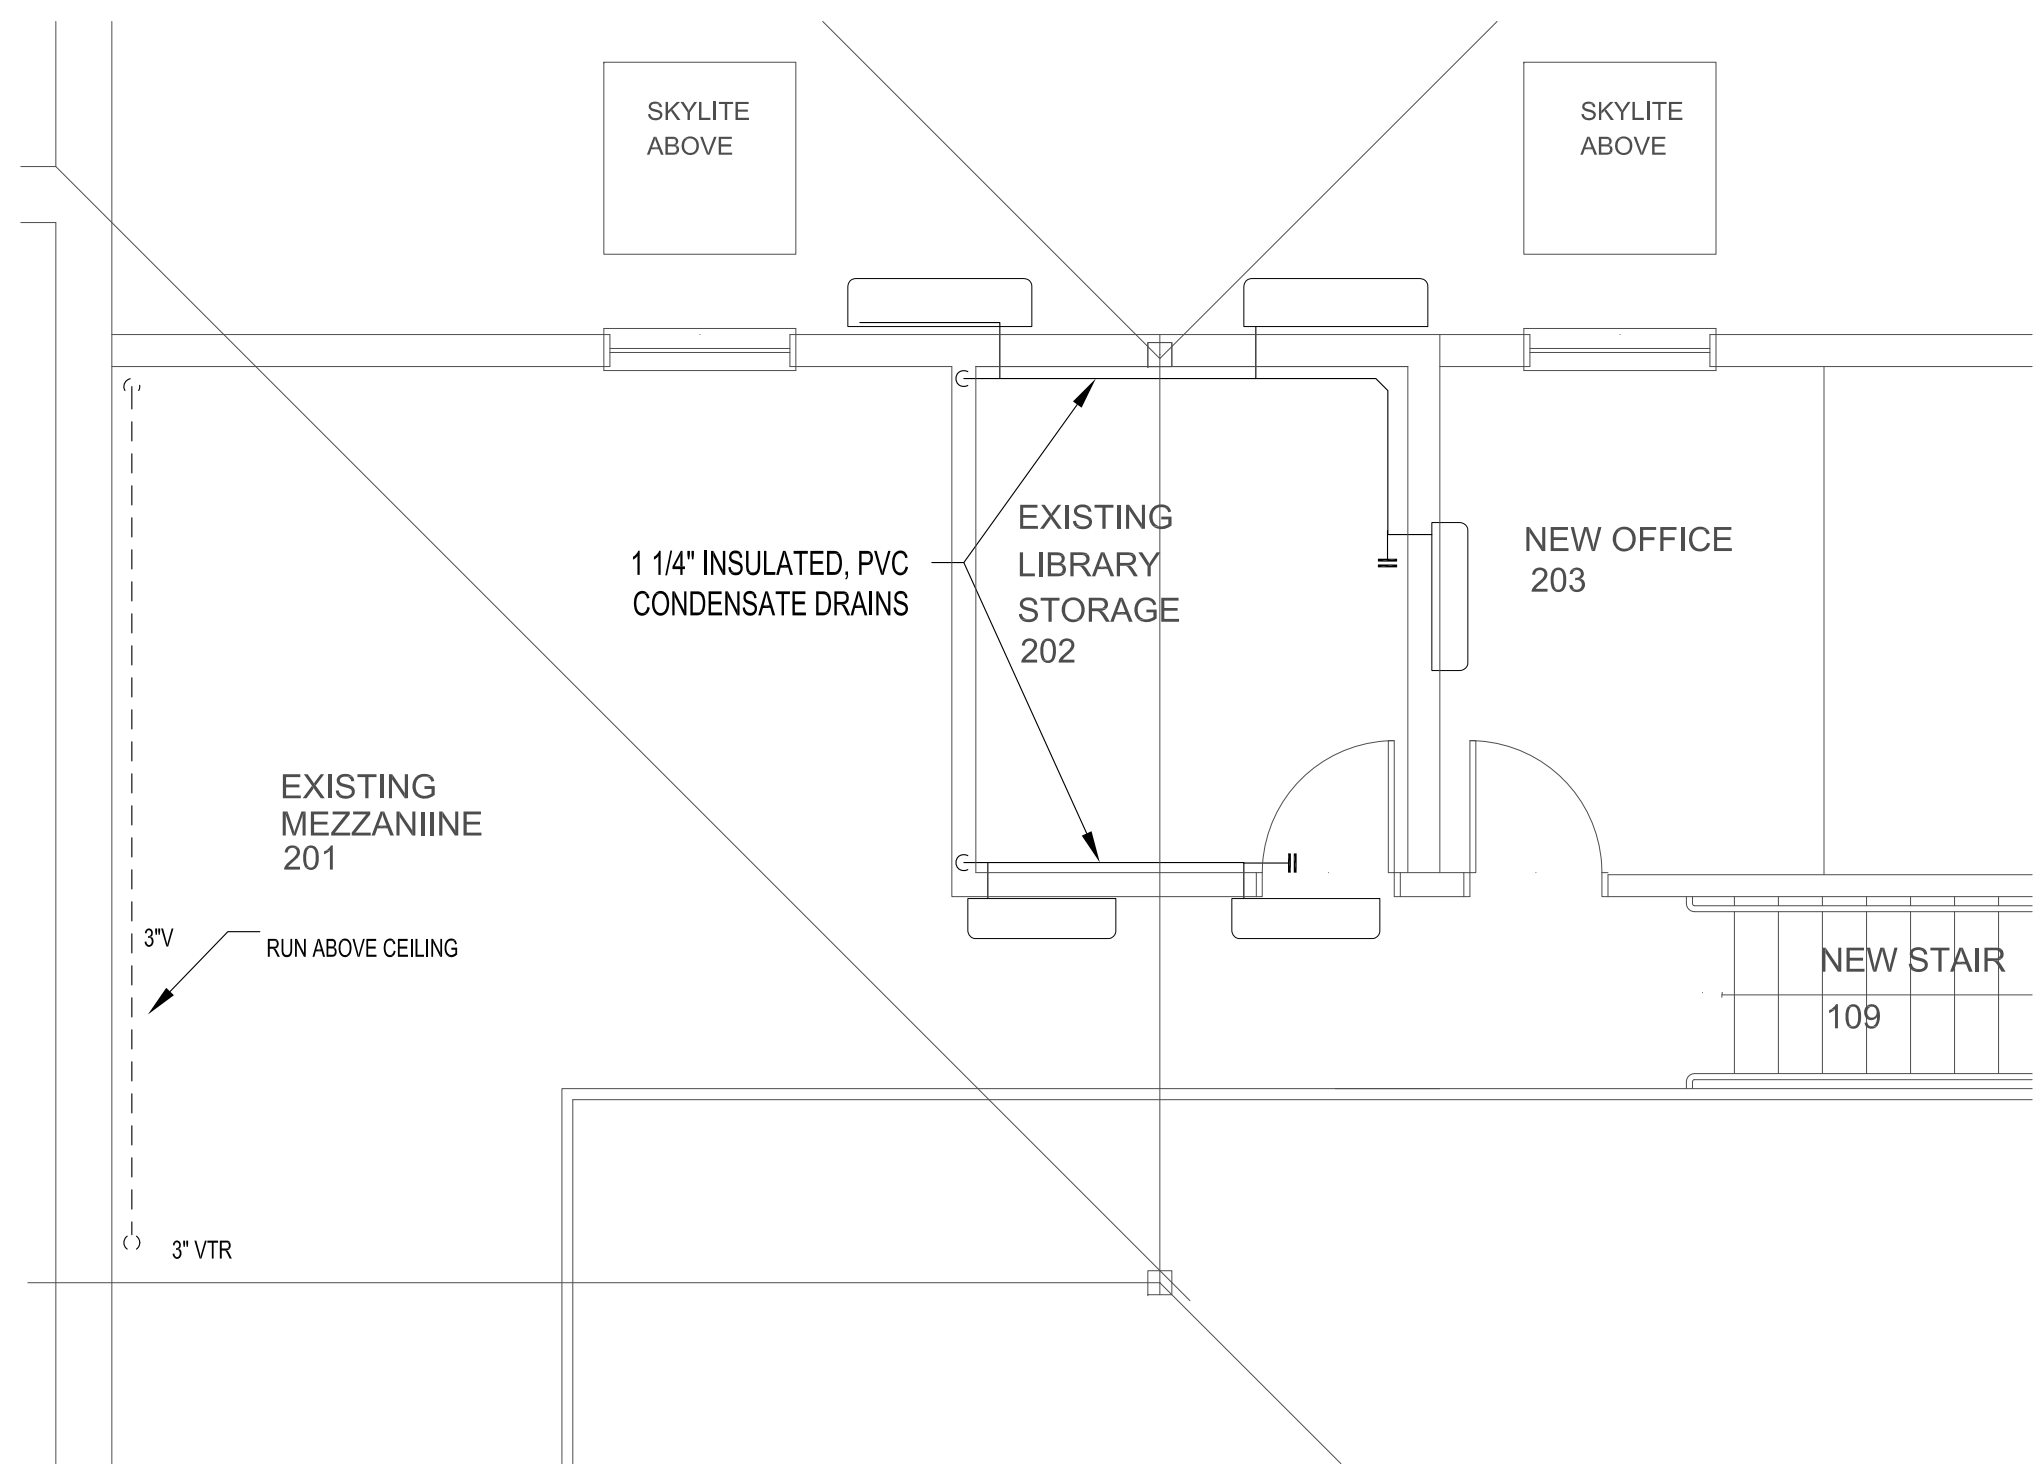 SKYLITE
ABOVE
SKYLITE
ABOVE
EXISTING
LIBRARY
STORAGE
202
NEW OFFICE
203
1 1/4" INSULATED, PVC
CONDENSATE DRAINS
EXISTING
MEZZANIINE
201
3"V
RUN ABOVE CEILING
NEW STAIR
109
3" VTR